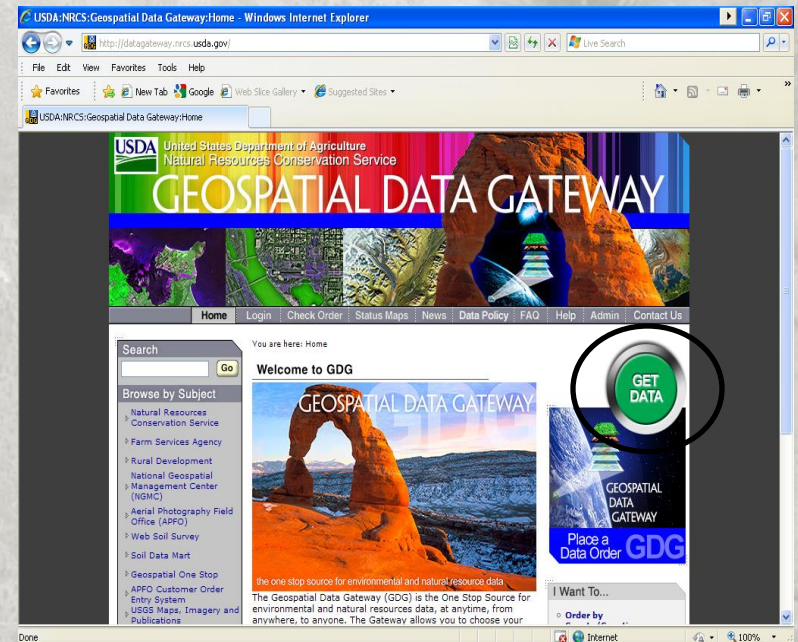 USDA:NRCS:Geospatial Data Gateway:Home - Windows Internet Explorer
http://datagateway.nrcs.usda.gov/
Live Search
File Edit View Favorites Tools Help
Favorites New Tab Google Web Slice Gallery Suggested Sites
»
USDA:NRCS:Geospatial Data Gateway:Home
USDA United States Department of Agriculture
Natural Resources Conservation Service
GEOSPATIAL DATA GATEWAY
Home Login Check Order Status Maps News Data Policy FAQ Help Admin Contact Us
Search
Go
Browse by Subject
Natural Resources
Conservation Service
Farm Services Agency
Rural Development
National Geospatial
Management Center
(NGMC)
Aerial Photography Field
Office (APFO)
Web Soil Survey
Soil Data Mart
Geospatial One Stop
APFO Customer Order
Entry System
USGS Maps, Imagery and
Publications
You are here: Home
Welcome to GDG
GEOSPATIAL DATA GATEWAY
GDG
the one stop source for environmental and natural resource data
The Geospatial Data Gateway (GDG) is the One Stop Source for
environmental and natural resources data, at anytime, from
anywhere, to anyone. The Gateway allows you to choose your
GET
DATA
GEOSPATIAL
DATA
GATEWAY
Place a
Data Order GDG
I Want To...
Order by
Done
Internet
100%